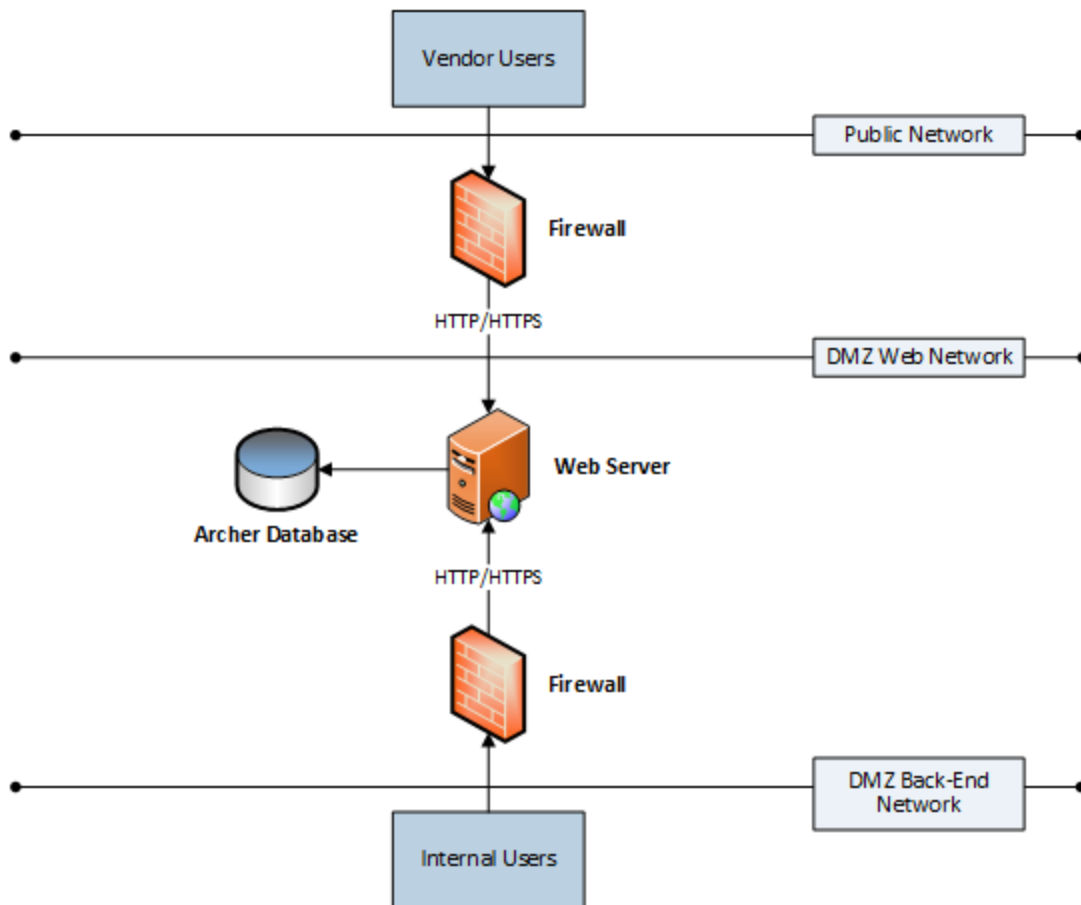 Vendor Users
Public Network
Firewall
HTTP/HTTPS
DMZ Web Network
Web Server
Archer Database
HTTP/HTTPS
Firewall
DMZ Back-End
Network
Internal Users